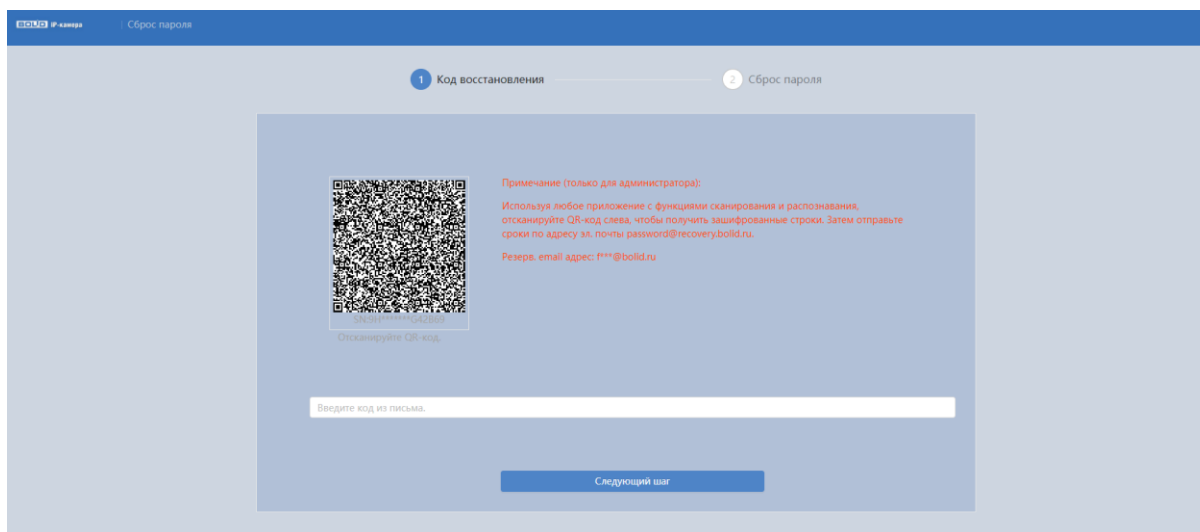 BOLID IP-камера | Сброс пароля
1 Код восстановления
2 Сброс пароля
Примечание (только для администратора):
Используя любое приложение с функциями сканирования и распознавания,
отсканируйте QR-код слева, чтобы получить зашифрованные строки. Затем отправьте
сроки по адресу эл. почты password@recovery.bolid.ru.
Резерв. email адрес: f***@bolid.ru
Отсканируйте QR-код.
Введите код из письма.
Следующий шаг